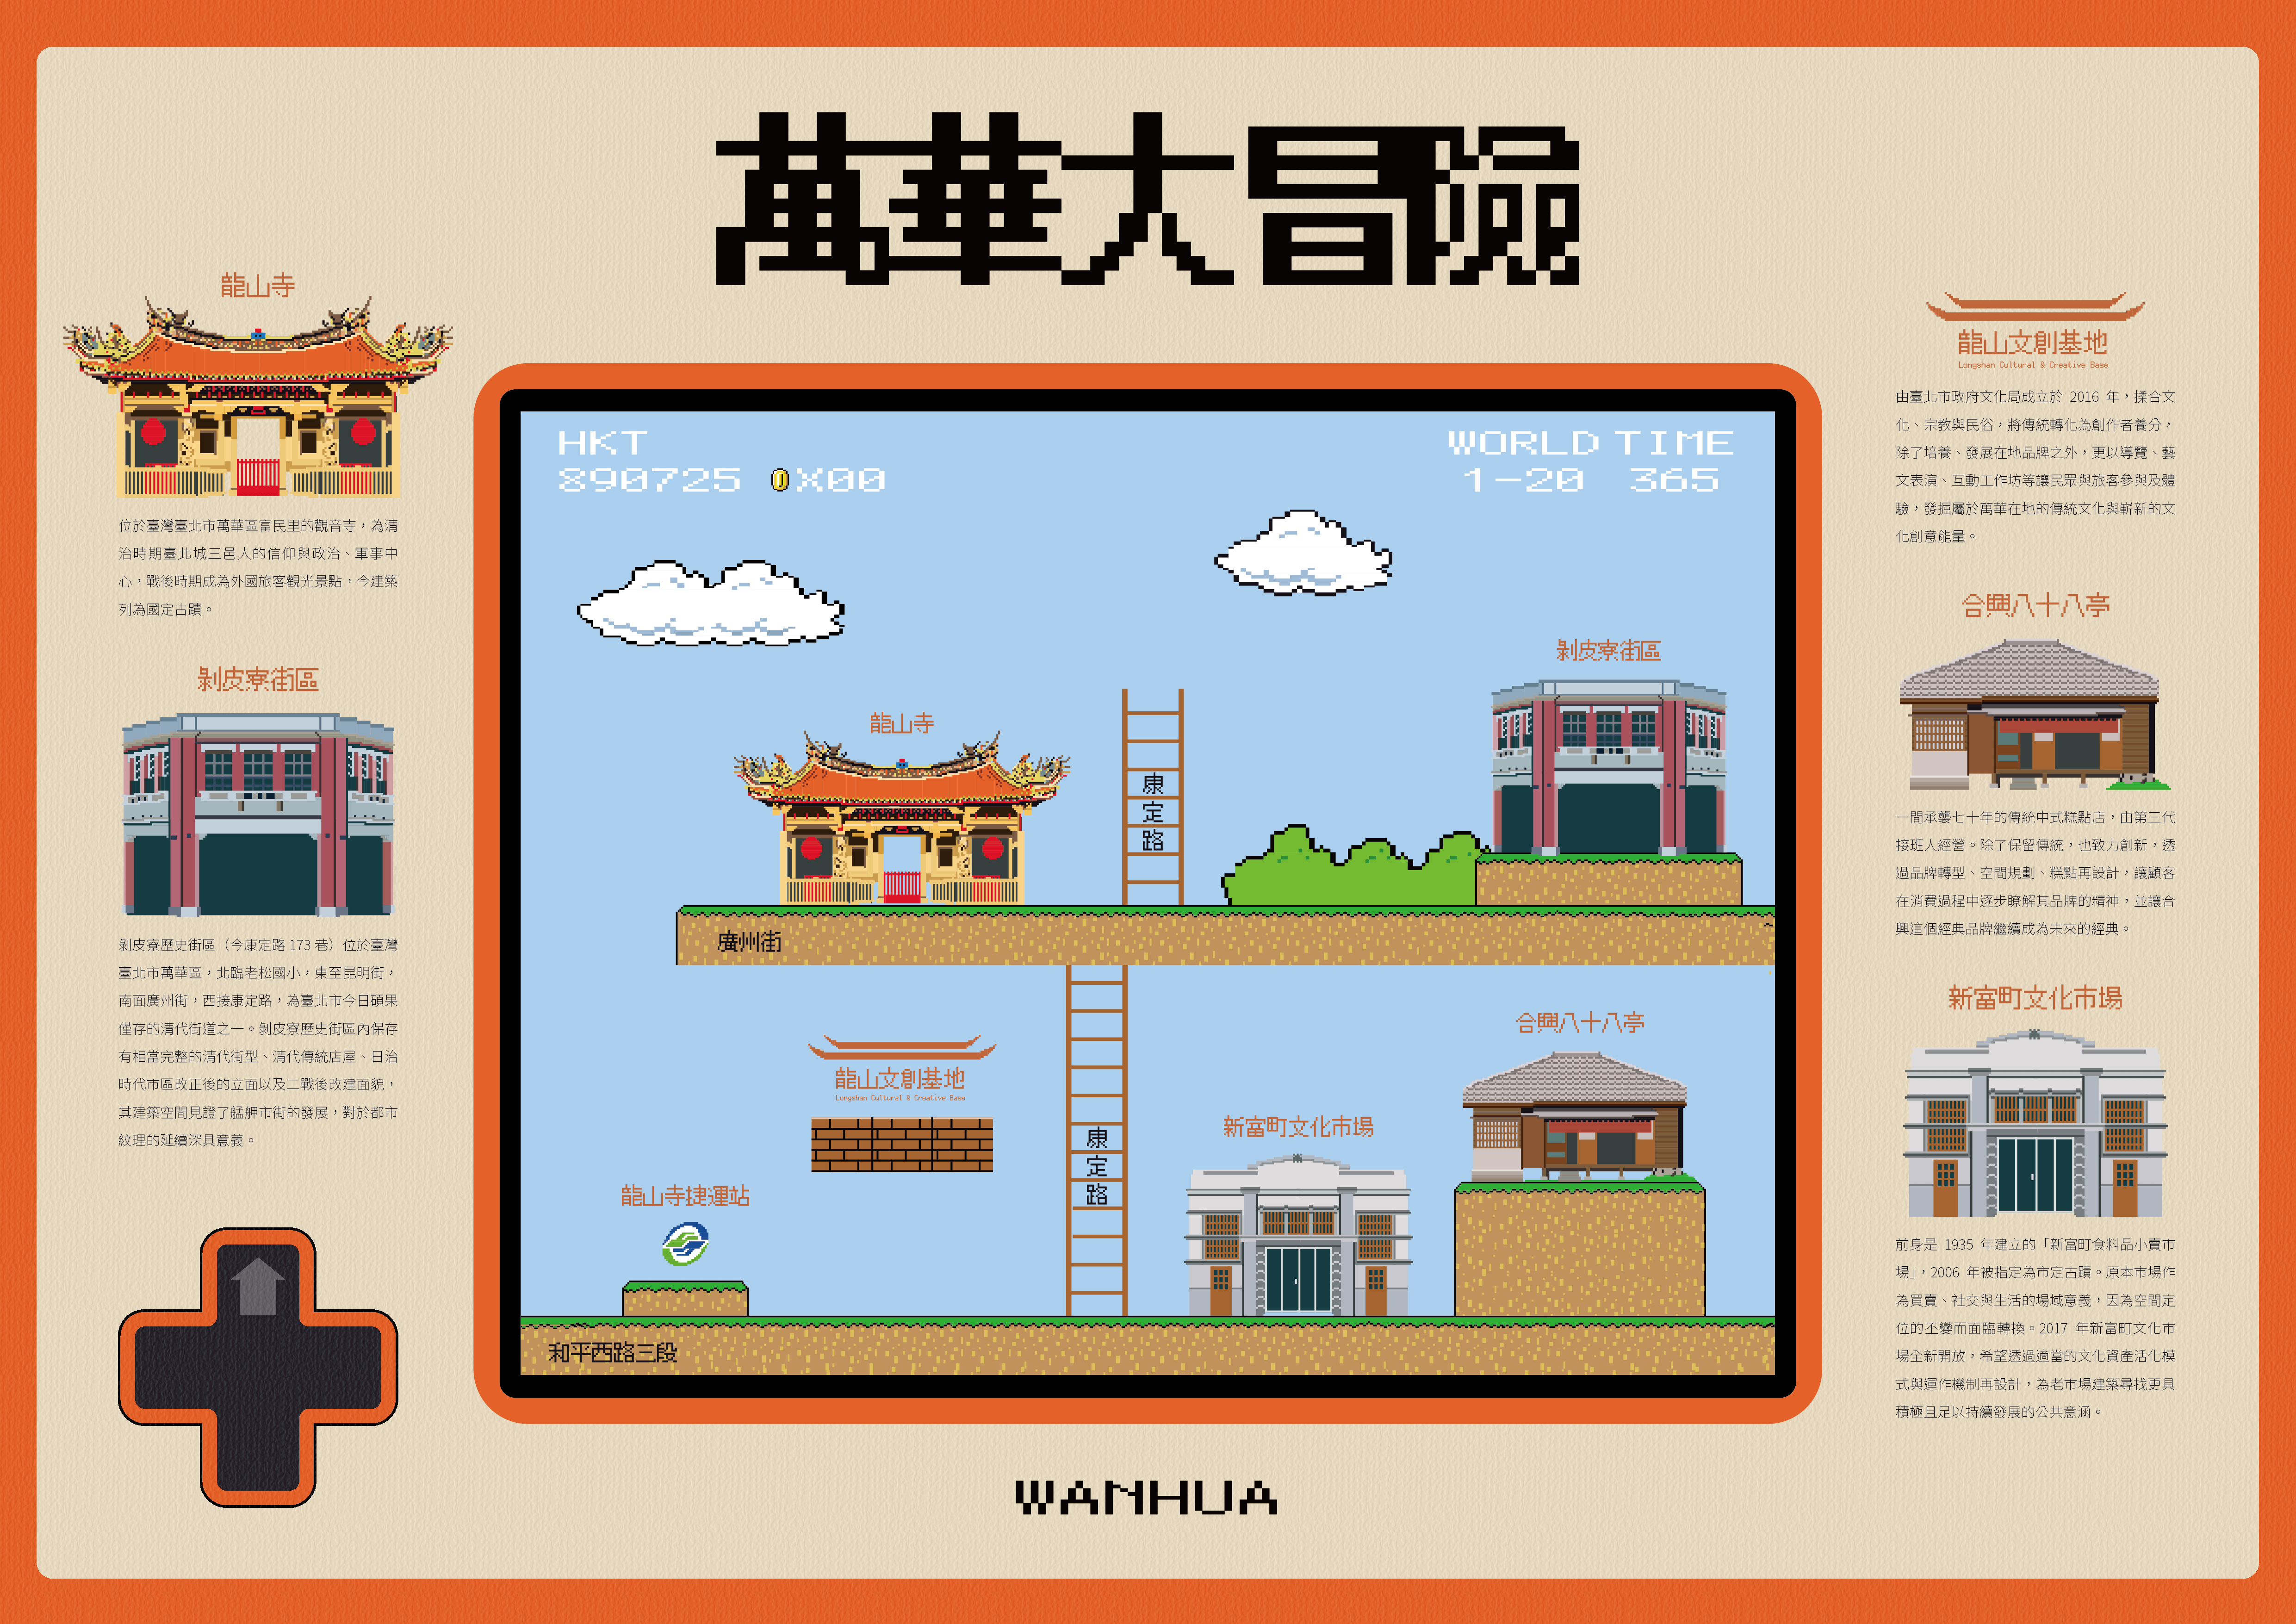 萬華大冒險
龍山寺
位於臺灣臺北市萬華區富民里的觀音寺，為清
治時期臺北城三邑人的信仰與政治、軍事中
心，戰後時期成為外國旅客觀光景點，今建築
列為國定古蹟。
剝皮寮街區
剝皮寮歷史街區（今康定路 173 巷）位於臺灣
臺北市萬華區，北臨老松國小，東至昆明街，
南面廣州街，西接康定路，為臺北市今日碩果
僅存的清代街道之一。剝皮寮歷史街區內保存
有相當完整的清代街型、清代傳統店屋、日治
時代市區改正後的立面以及二戰後改建面貌，
其建築空間見證了艋舺市街的發展，對於都市
紋理的延續深具意義。
HKT
890725 X00
WORLD TIME
1-20 365
剝皮寮街區
龍山寺
康
定
路
廣州街
龍山文創基地
Longshan Cultural & Creative Base
合興八十八亭
新富町文化市場
康
定
路
龍山寺捷運站
和平西路三段
WANHUA
龍山文創基地
Longshan Cultural & Creative Base
由臺北市政府文化局成立於 2016 年，揉合文
化、宗教與民俗，將傳統轉化為創作者養分，
除了培養、發展在地品牌之外，更以導覽、藝
文表演、互動工作坊等讓民眾與旅客參與及體
驗，發掘屬於萬華在地的傳統文化與嶄新的文
化創意能量。
合興八十八亭
一間承襲七十年的傳統中式糕點店，由第三代
接班人經營。除了保留傳統，也致力創新，透
過品牌轉型、空間規劃、糕點再設計，讓顧客
在消費過程中逐步瞭解其品牌的精神，並讓合
興這個經典品牌繼續成為未來的經典。
新富町文化市場
前身是 1935 年建立的「新富町食料品小賣市
場」，2006 年被指定為市定古蹟。原本市場作
為買賣、社交與生活的場域意義，因為空間定
位的丕變而面臨轉換。2017 年新富町文化市
場全新開放，希望透過適當的文化資產活化模
式與運作機制再設計，為老市場建築尋找更具
積極且足以持續發展的公共意涵。